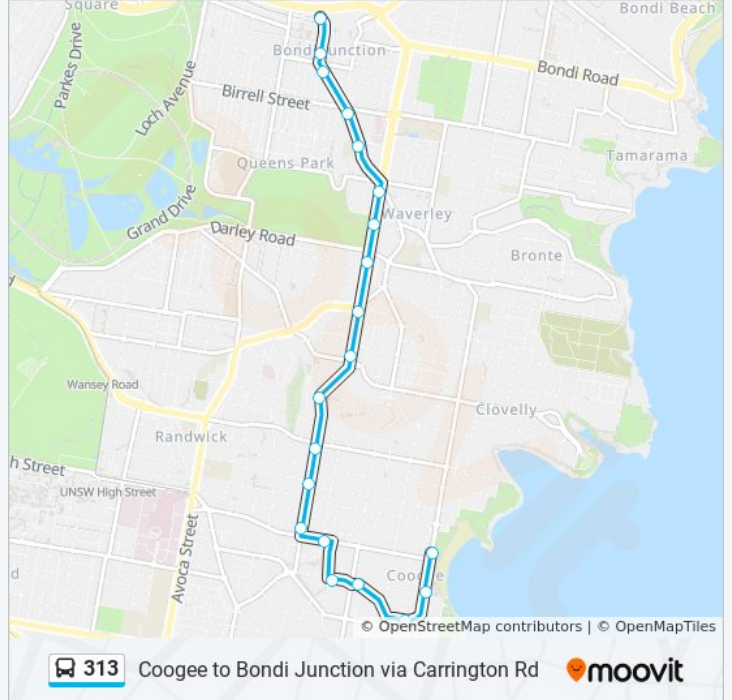 Square
Bondi Beach
Parkes Drive
Bondi Junction
Bondi Road
Loch Avenue
Birrell Street
Queens Park
Tamarama
Grand Drive
Waverley
Darley Road
Bronte
Wansey Road
Clovelly
Randwick
h Street
UNSW High Street
Avoca Street
d
Coogee
© OpenStreetMap contributors | © OpenMapTiles
313 Coogee to Bondi Junction via Carrington Rd moovit